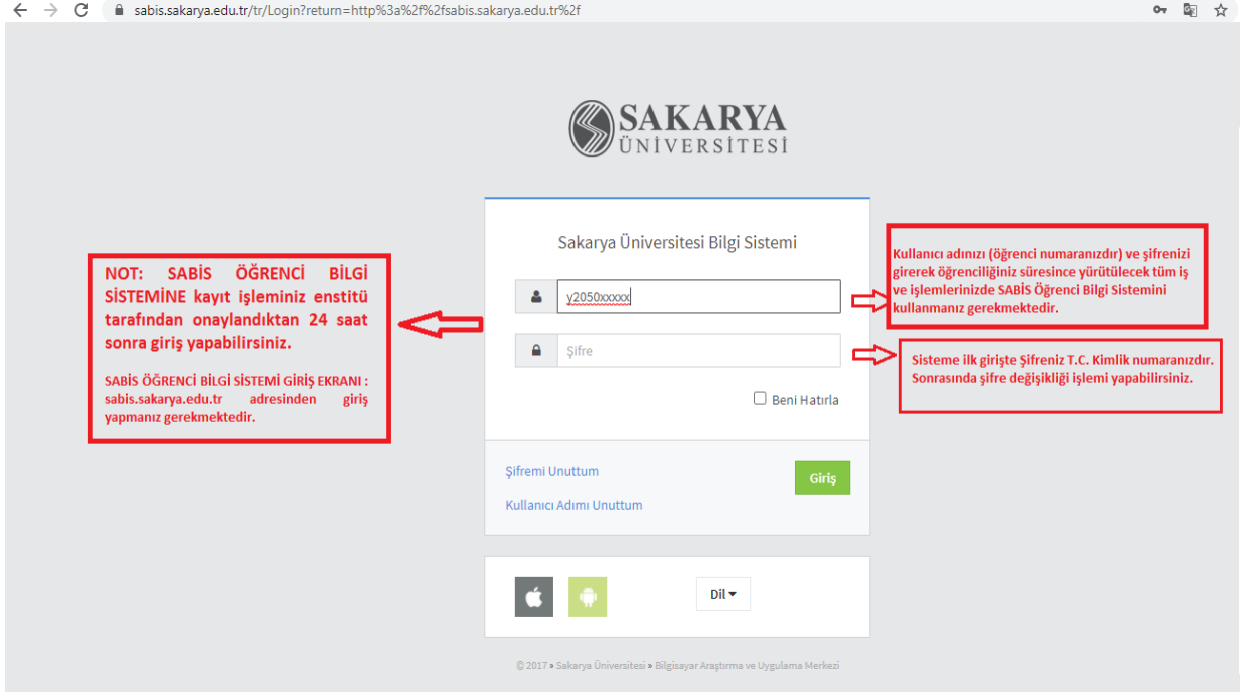 sabis.sakarya.edu.tr/tr/Login?return=http%3a%2f%2fsabis.sakarya.edu.tr%2f
SAKARYA
ÜNİVERSİTESİ
Sakarya Üniversitesi Bilgi Sistemi
y2050xxxxx
Şifre
Beni Hatırla
Şifremi Unuttum
Giriş
Kullanıcı Adımı Unuttum
Dil
© 2017 » Sakarya Üniversitesi » Bilgisayar Araştırma ve Uygulama Merkezi
NOT: SABİS ÖĞRENCİ BİLGİ
SİSTEMİNE kayıt işleminiz enstitü
tarafından onaylandıktan 24 saat
sonra giriş yapabilirsiniz.
SABİS ÖĞRENCİ BİLGİ SİSTEMİ GİRİŞ EKRANI :
sabis.sakarya.edu.tr adresinden giriş
yapmanız gerekmektedir.
Kullanıcı adınızı (öğrenci numaranızdır) ve şifrenizi
girerek öğrenciliğiniz süresince yürütülecek tüm iş
ve işlemlerinizde SABİS Öğrenci Bilgi Sistemini
kullanmanız gerekmektedir.
Sisteme ilk girişte Şifreniz T.C. Kimlik numaranızdır.
Sonrasında şifre değişikliği işlemi yapabilirsiniz.